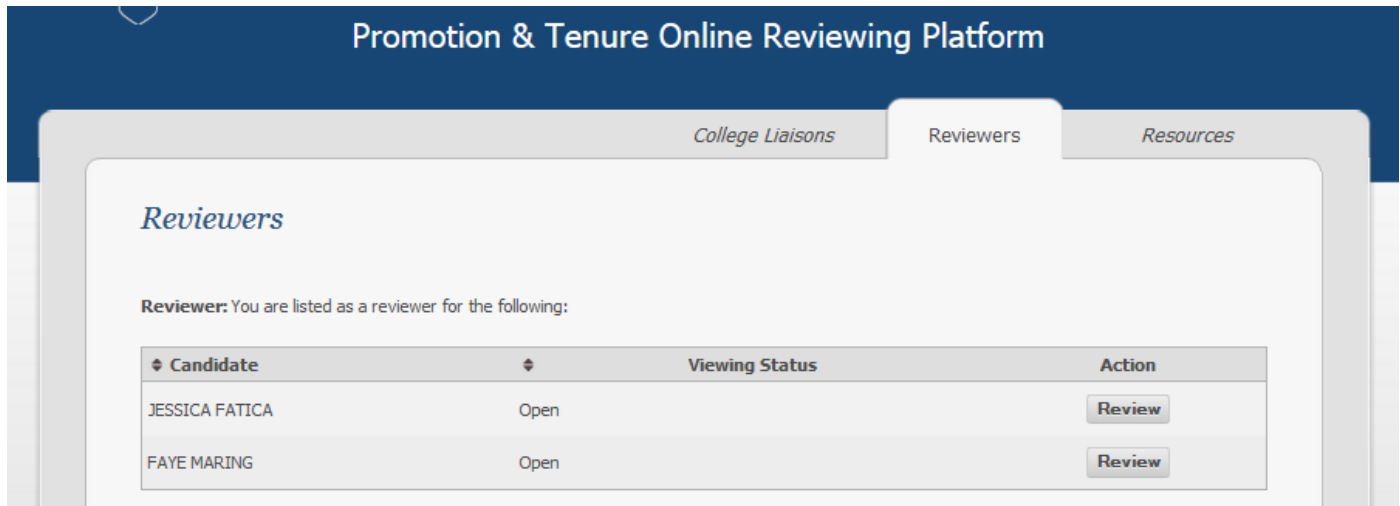 Promotion & Tenure Online Reviewing Platform
College Liaisons Reviewers Resources
Reviewers
Reviewer: You are listed as a reviewer for the following:
Candidate Viewing Status Action
JESSICA FATICA Open Review
FAYE MARING Open Review